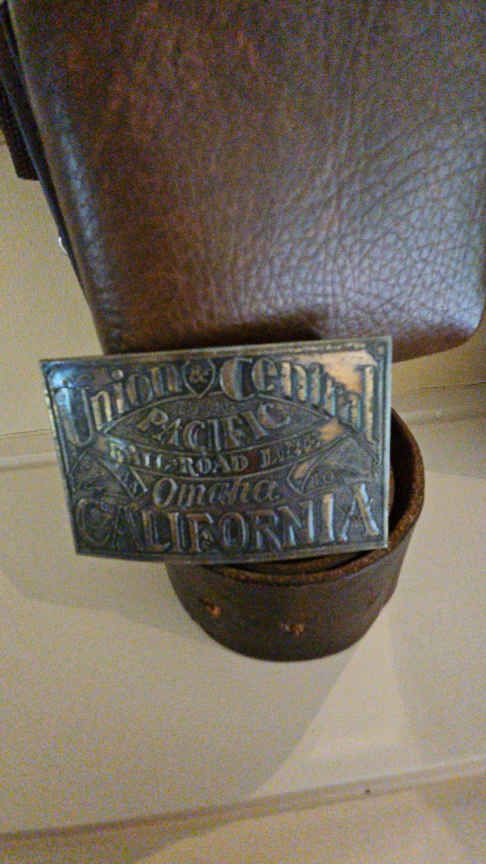 Union & Central
PACIFIC
RAIL-ROAD LINE
Omaha
CALIFORNIA